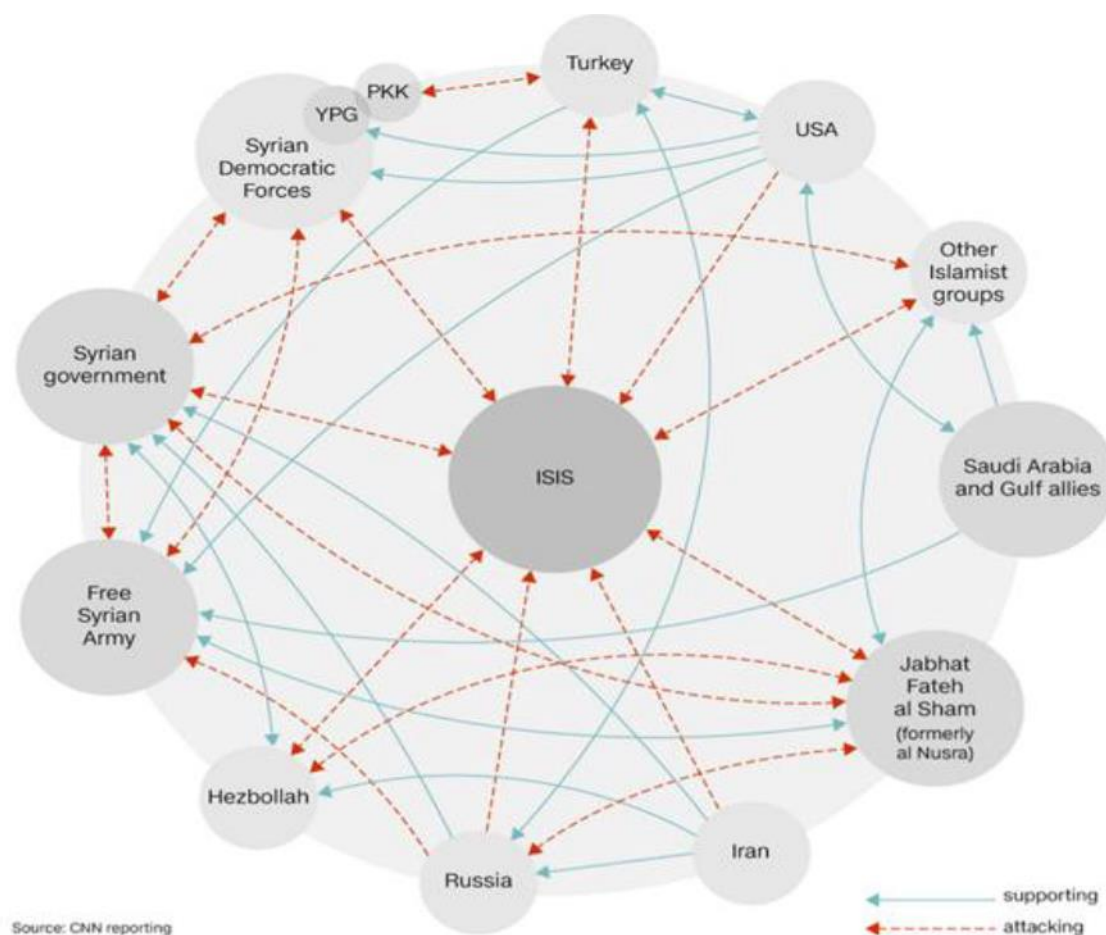 Turkey
PKK
YPG
USA
Syrian
Democratic
Forces
Other
Islamist
groups
Syrian
government
ISIS
Saudi Arabia
and Gulf allies
Free
Syrian
Army
Jabhat
Fateh
al Sham
(formerly
al Nusra)
Hezbollah
Russia
Iran
supporting
attacking
Source: CNN reporting